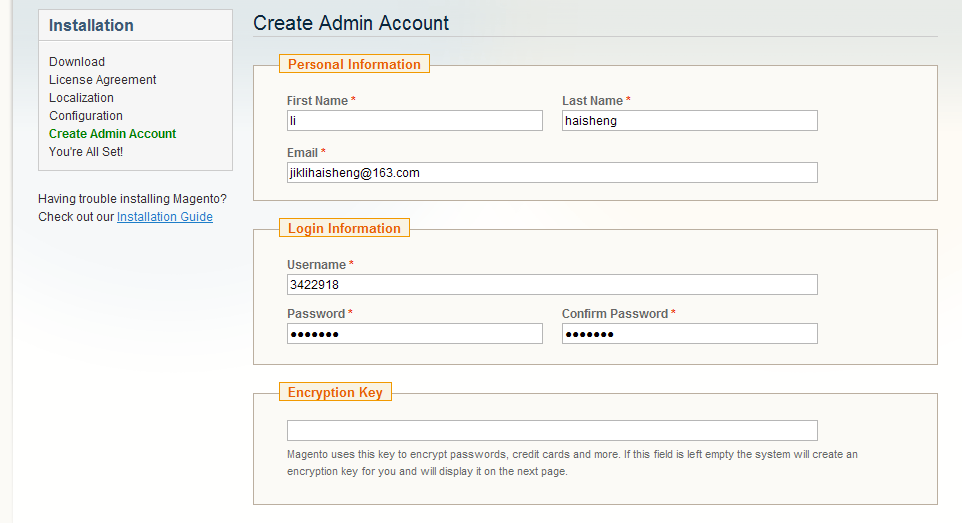 Installation
Download
License Agreement
Localization
Configuration
Create Admin Account
You're All Set!
Having trouble installing Magento?
Check out our Installation Guide
Create Admin Account
Personal Information
First Name * Last Name *
li haisheng
Email *
jiklihaisheng@163.com
Login Information
Username *
3422918
Password * Confirm Password *
●●●●●●● ●●●●●●●
Encryption Key
Magento uses this key to encrypt passwords, credit cards and more. If this field is left empty the system will create an
encryption key for you and will display it on the next page.